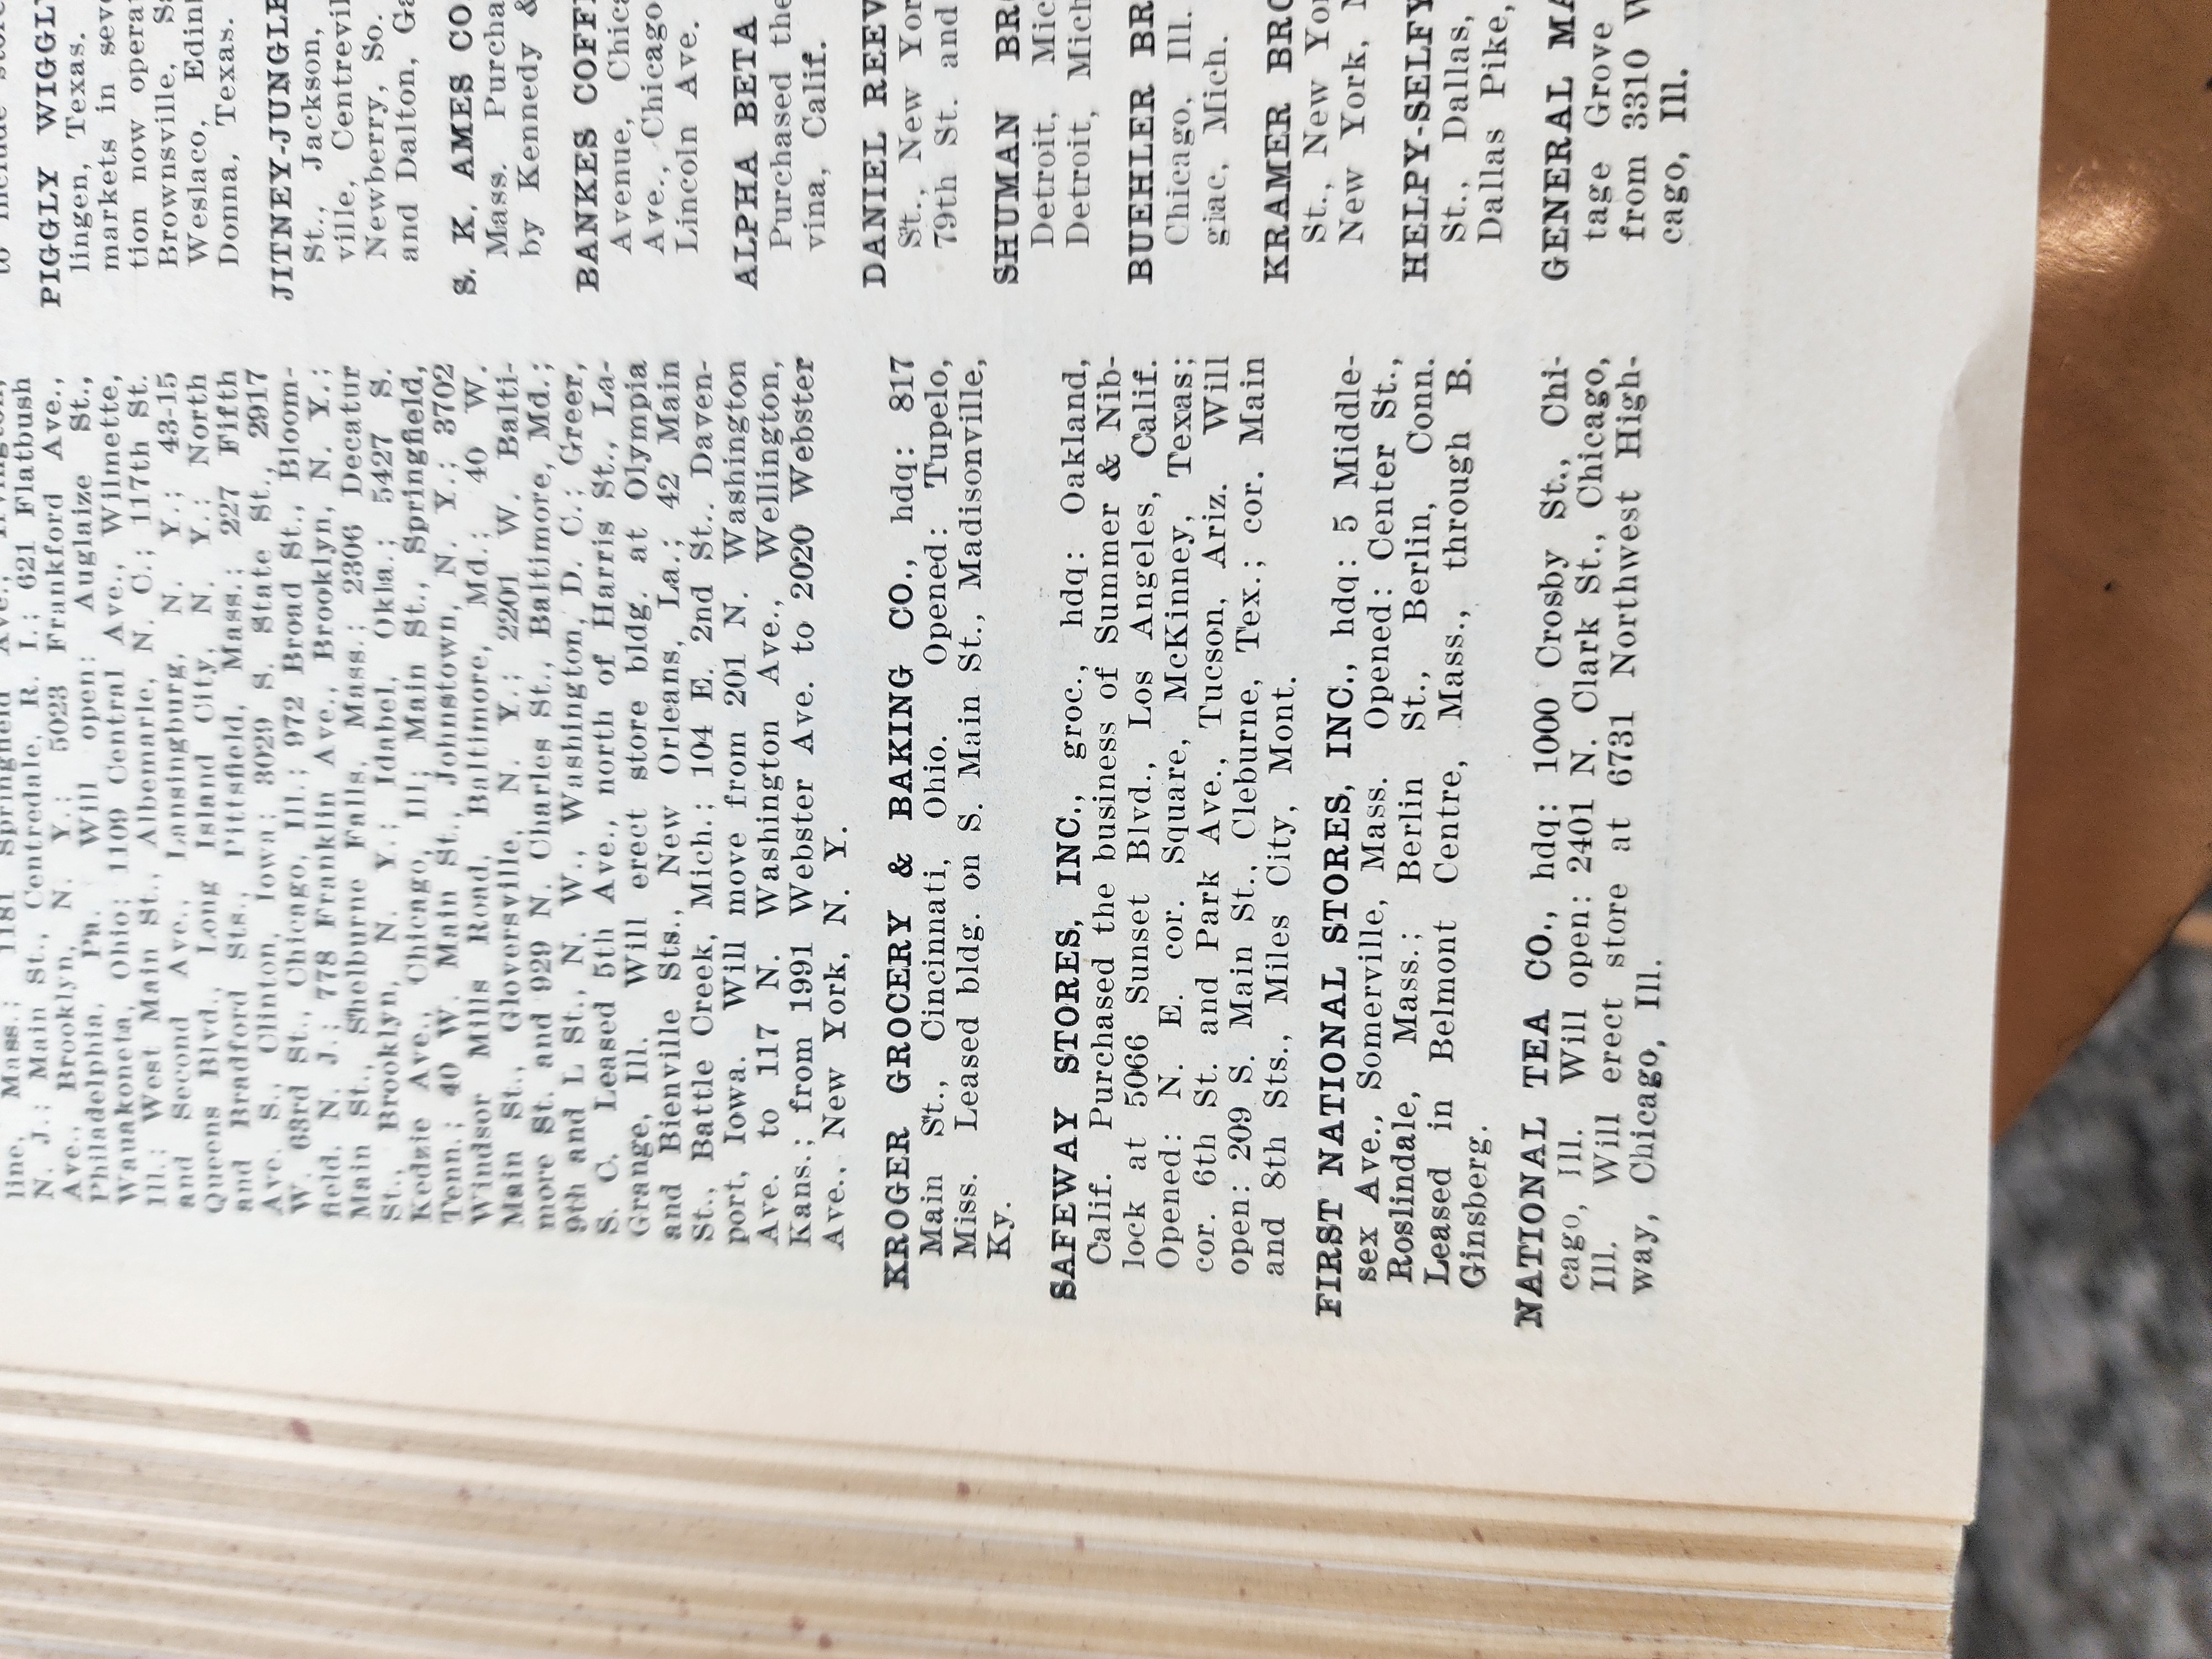 Mass.; 1181 Springfield Ave.,
N. J.; Main St., Centredale, R. I.; 621 Flatbush
Ave., Brooklyn, N. Y.; 5023 Frankford Ave.,
Philadelphia, Pa. Will open: Auglaize St.,
Wauakoneta, Ohio; 1109 Central Ave., Wilmette,
Ill.; West Main St., Albemarle, N. C.; 117th St.
and Second Ave., Lansingburg, N. Y.; 43-15
Queens Blvd., Long Island City, N. Y.; North
and Bradford Sts., Pittsfield, Mass.; 227 Fifth
Ave. S., Clinton, Iowa; 3029 S. State St., 2917
W. 63rd St., Chicago, Ill.; 972 Broad St., Bloom-
field, N. J.; 778 Franklin Ave., Brooklyn, N. Y.;
Main St., Shelburne Falls, Mass.; 2306 Decatur
St., Brooklyn, N. Y.; Idabel, Okla.; 5427 S.
Kedzie Ave., Chicago, Ill; Main St., Springfield,
Tenn.; 40 W. Main St., Johnstown, N. Y.; 3702
Windsor Mills Road, Baltimore, Md.; 40 W.
Main St., Gloversville, N. Y.; 2201 W. Balti-
more St. and 929 N. Charles St., Baltimore, Md.;
9th and L St., N. W., Washington, D. C.; Greer,
S. C. Leased 5th Ave., north of Harris St., La-
Grange, Ill. Will erect store bldg. at Olympia
and Bienville Sts., New Orleans, La.; 42 Main
St., Battle Creek, Mich.; 104 E. 2nd St., Daven-
port, Iowa. Will move from 201 N. Washington
Ave. to 117 N. Washington Ave., Wellington,
Kans.; from 1991 Webster Ave. to 2020 Webster
Ave., New York, N. Y.
KROGER GROCERY & BAKING CO., hdq: 817
Main St., Cincinnati, Ohio. Opened: Tupelo,
Miss. Leased bldg. on S. Main St., Madisonville,
Ky.
SAFEWAY STORES, INC., groc., hdq: Oakland,
Calif. Purchased the business of Summer & Nib-
lock at 5066 Sunset Blvd., Los Angeles, Calif.
Opened: N. E. cor. Square, McKinney, Texas;
cor. 6th St. and Park Ave., Tucson, Ariz. Will
open: 209 S. Main St., Cleburne, Tex.; cor. Main
and 8th Sts., Miles City, Mont.
FIRST NATIONAL STORES, INC., hdq: 5 Middle-
sex Ave., Somerville, Mass. Opened: Center St.,
Roslindale, Mass.; Berlin St., Berlin, Conn.
Leased in Belmont Centre, Mass., through B.
Ginsberg.
NATIONAL TEA CO., hdq: 1000 Crosby St., Chi-
cago, Ill. Will open: 2401 N. Clark St., Chicago,
Ill. Will erect store at 6731 Northwest High-
way, Chicago, Ill.
PIGGLY WIGGLY
lingen, Texas.
markets in
tion now
Brownsville,
Weslaco,
Donna, Texas.
JITNEY-JUNGLE
St., Jackson,
ville,
Newberry, So.
and Dalton,
S. K. AMES CO.
Mass.
by Kennedy &
BANKES
Avenue,
Ave., Chicago
Lincoln Ave.
ALPHA BETA
Purchased the
vina, Calif.
DANIEL
St., New
79th St. and
SHUMAN
Detroit,
Detroit,
BUEHLER
Chicago, Ill.
giac, Mich.
KRAMER
St., New
New York,
HELPY-SELFY
St., Dallas,
Dallas Pike,
GENERAL
tage Grove
from 3310
cago, Ill.